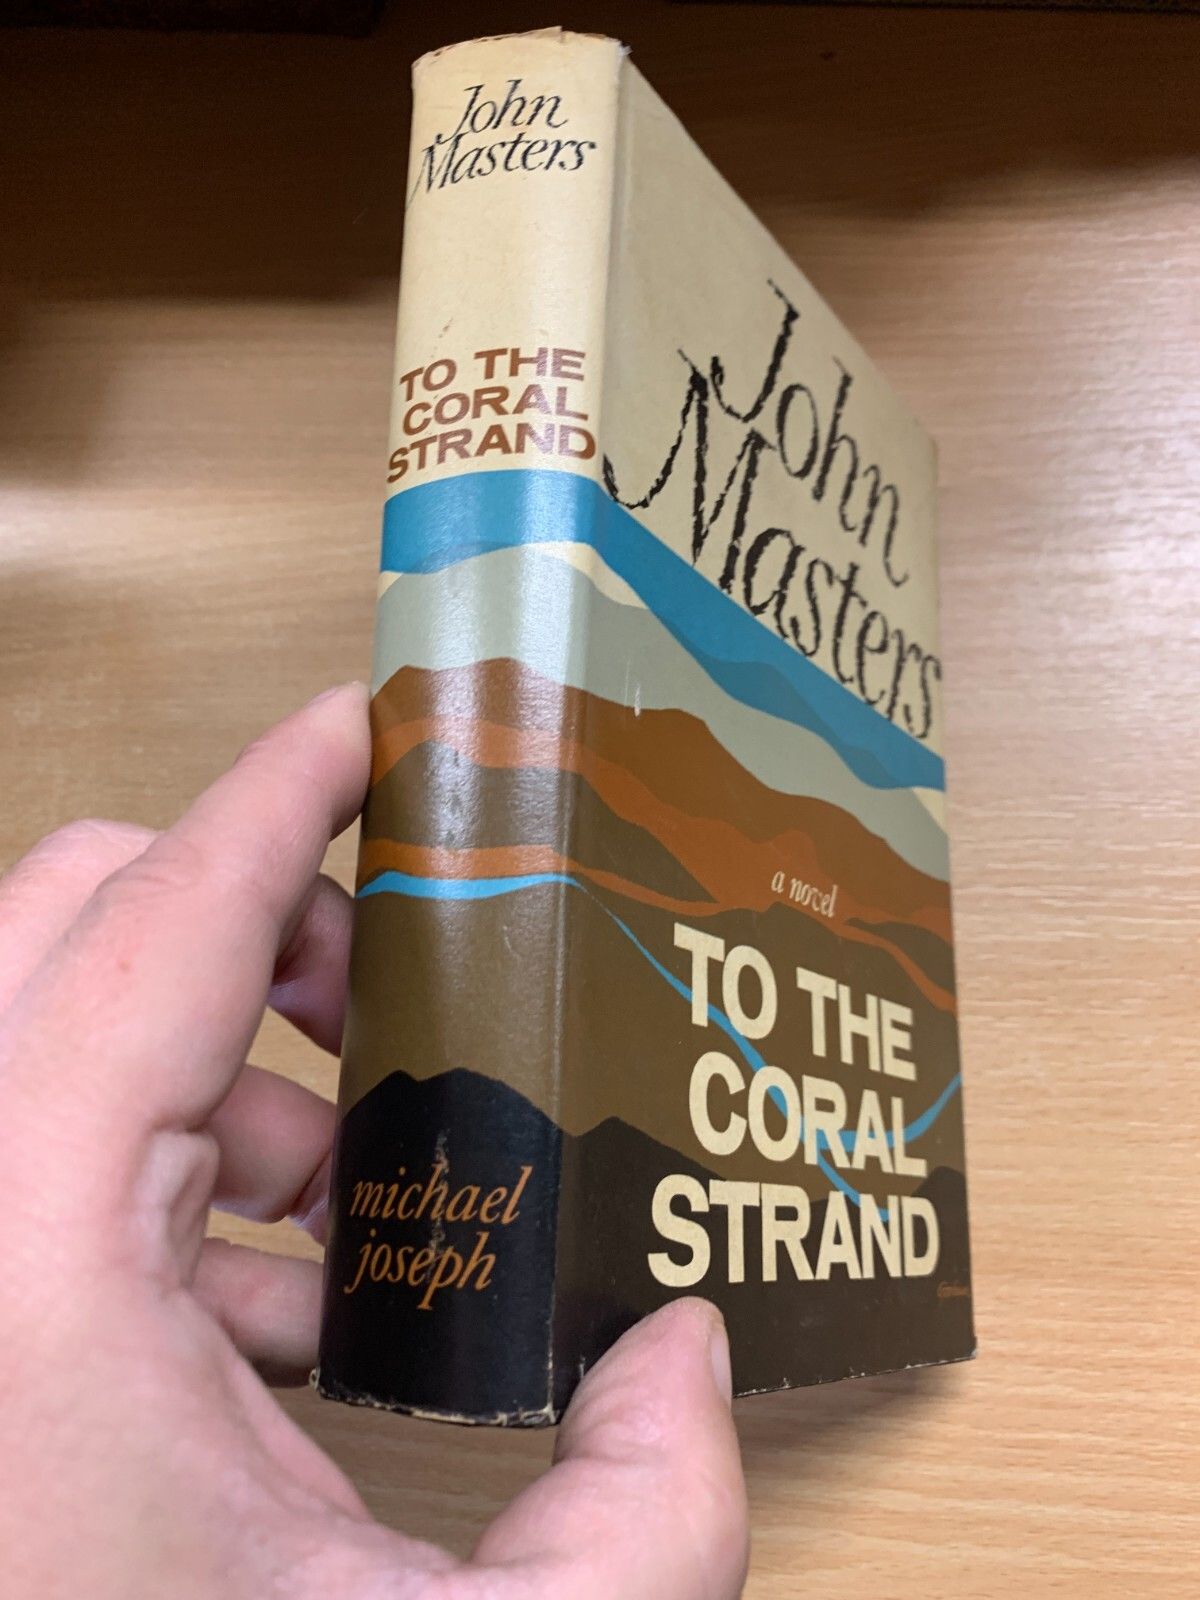 John
Masters
TO THE
CORAL
STRAND
michael
joseph
John
Masters
a novel
TO THE
CORAL
STRAND